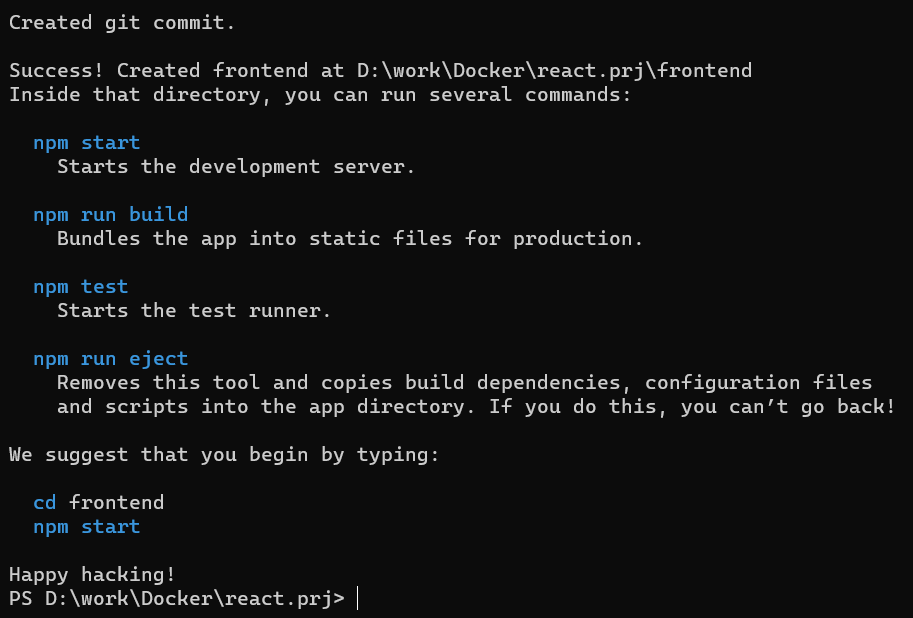 Created git commit.
Success! Created frontend at D:\work\Docker\react.prj\frontend
Inside that directory, you can run several commands:
npm start
Starts the development server.
npm run build
Bundles the app into static files for production.
npm test
Starts the test runner.
npm run eject
Removes this tool and copies build dependencies, configuration files
and scripts into the app directory. If you do this, you can’t go back!
We suggest that you begin by typing:
cd frontend
npm start
Happy hacking!
PS D:\work\Docker\react.prj>